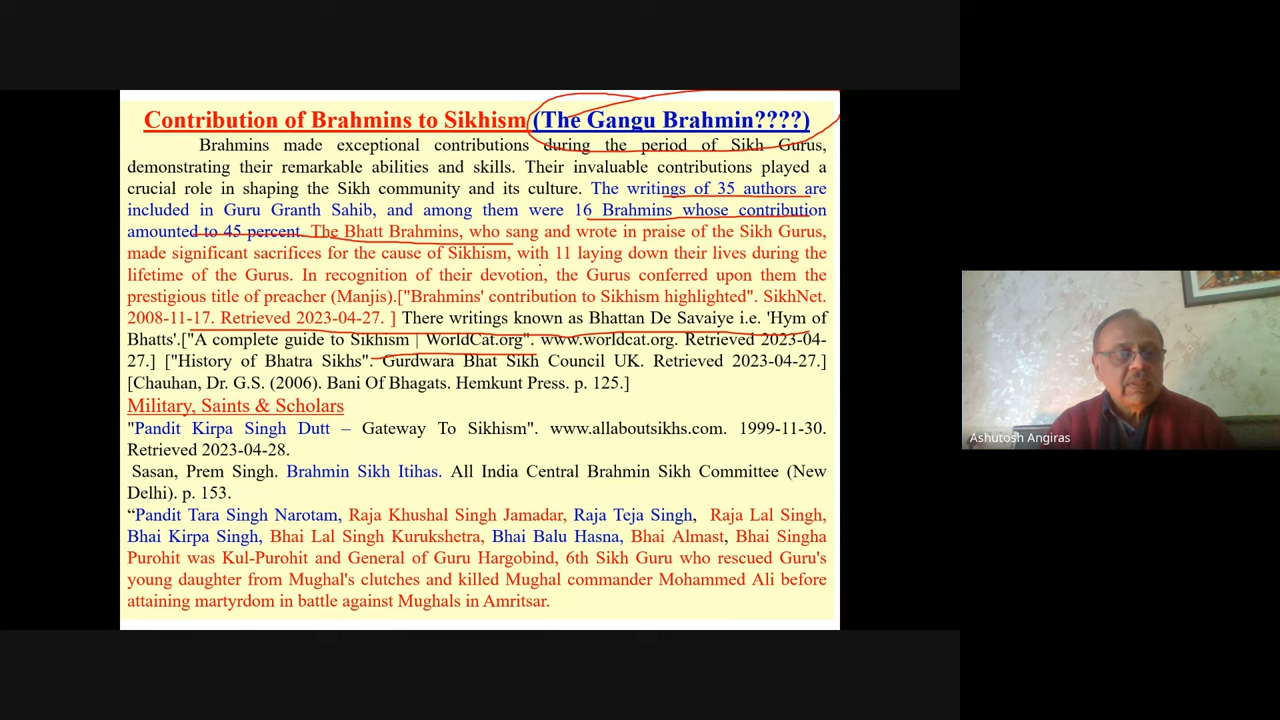 Contribution of Brahmins to Sikhism (The Gangu Brahmin????)
Brahmins made exceptional contributions during the period of Sikh Gurus,
demonstrating their remarkable abilities and skills. Their invaluable contributions played a
crucial role in shaping the Sikh community and its culture. The writings of 35 authors are
included in Guru Granth Sahib, and among them were 16 Brahmins whose contribution
amounted to 45 percent. The Bhatt Brahmins, who sang and wrote in praise of the Sikh Gurus,
made significant sacrifices for the cause of Sikhism, with 11 laying down their lives during the
lifetime of the Gurus. In recognition of their devotion, the Gurus conferred upon them the
prestigious title of preacher (Manjis).["Brahmins' contribution to Sikhism highlighted". SikhNet.
2008-11-17. Retrieved 2023-04-27. ] There writings known as Bhattan De Savaiye i.e. 'Hym of
Bhatts'.["A complete guide to Sikhism | WorldCat.org". www.worldcat.org. Retrieved 2023-04-
27.] ["History of Bhatra Sikhs". Gurdwara Bhat Sikh Council UK. Retrieved 2023-04-27.]
[Chauhan, Dr. G.S. (2006). Bani Of Bhagats. Hemkunt Press. p. 125.]
Military, Saints & Scholars
"Pandit Kirpa Singh Dutt – Gateway To Sikhism". www.allaboutsikhs.com. 1999-11-30.
Retrieved 2023-04-28.
Sasan, Prem Singh. Brahmin Sikh Itihas. All India Central Brahmin Sikh Committee (New
Delhi). p. 153.
“Pandit Tara Singh Narotam, Raja Khushal Singh Jamadar, Raja Teja Singh, Raja Lal Singh,
Bhai Kirpa Singh, Bhai Lal Singh Kurukshetra, Bhai Balu Hasna, Bhai Almast, Bhai Singha
Purohit was Kul-Purohit and General of Guru Hargobind, 6th Sikh Guru who rescued Guru's
young daughter from Mughal's clutches and killed Mughal commander Mohammed Ali before
attaining martyrdom in battle against Mughals in Amritsar.
Ashutosh Angiras